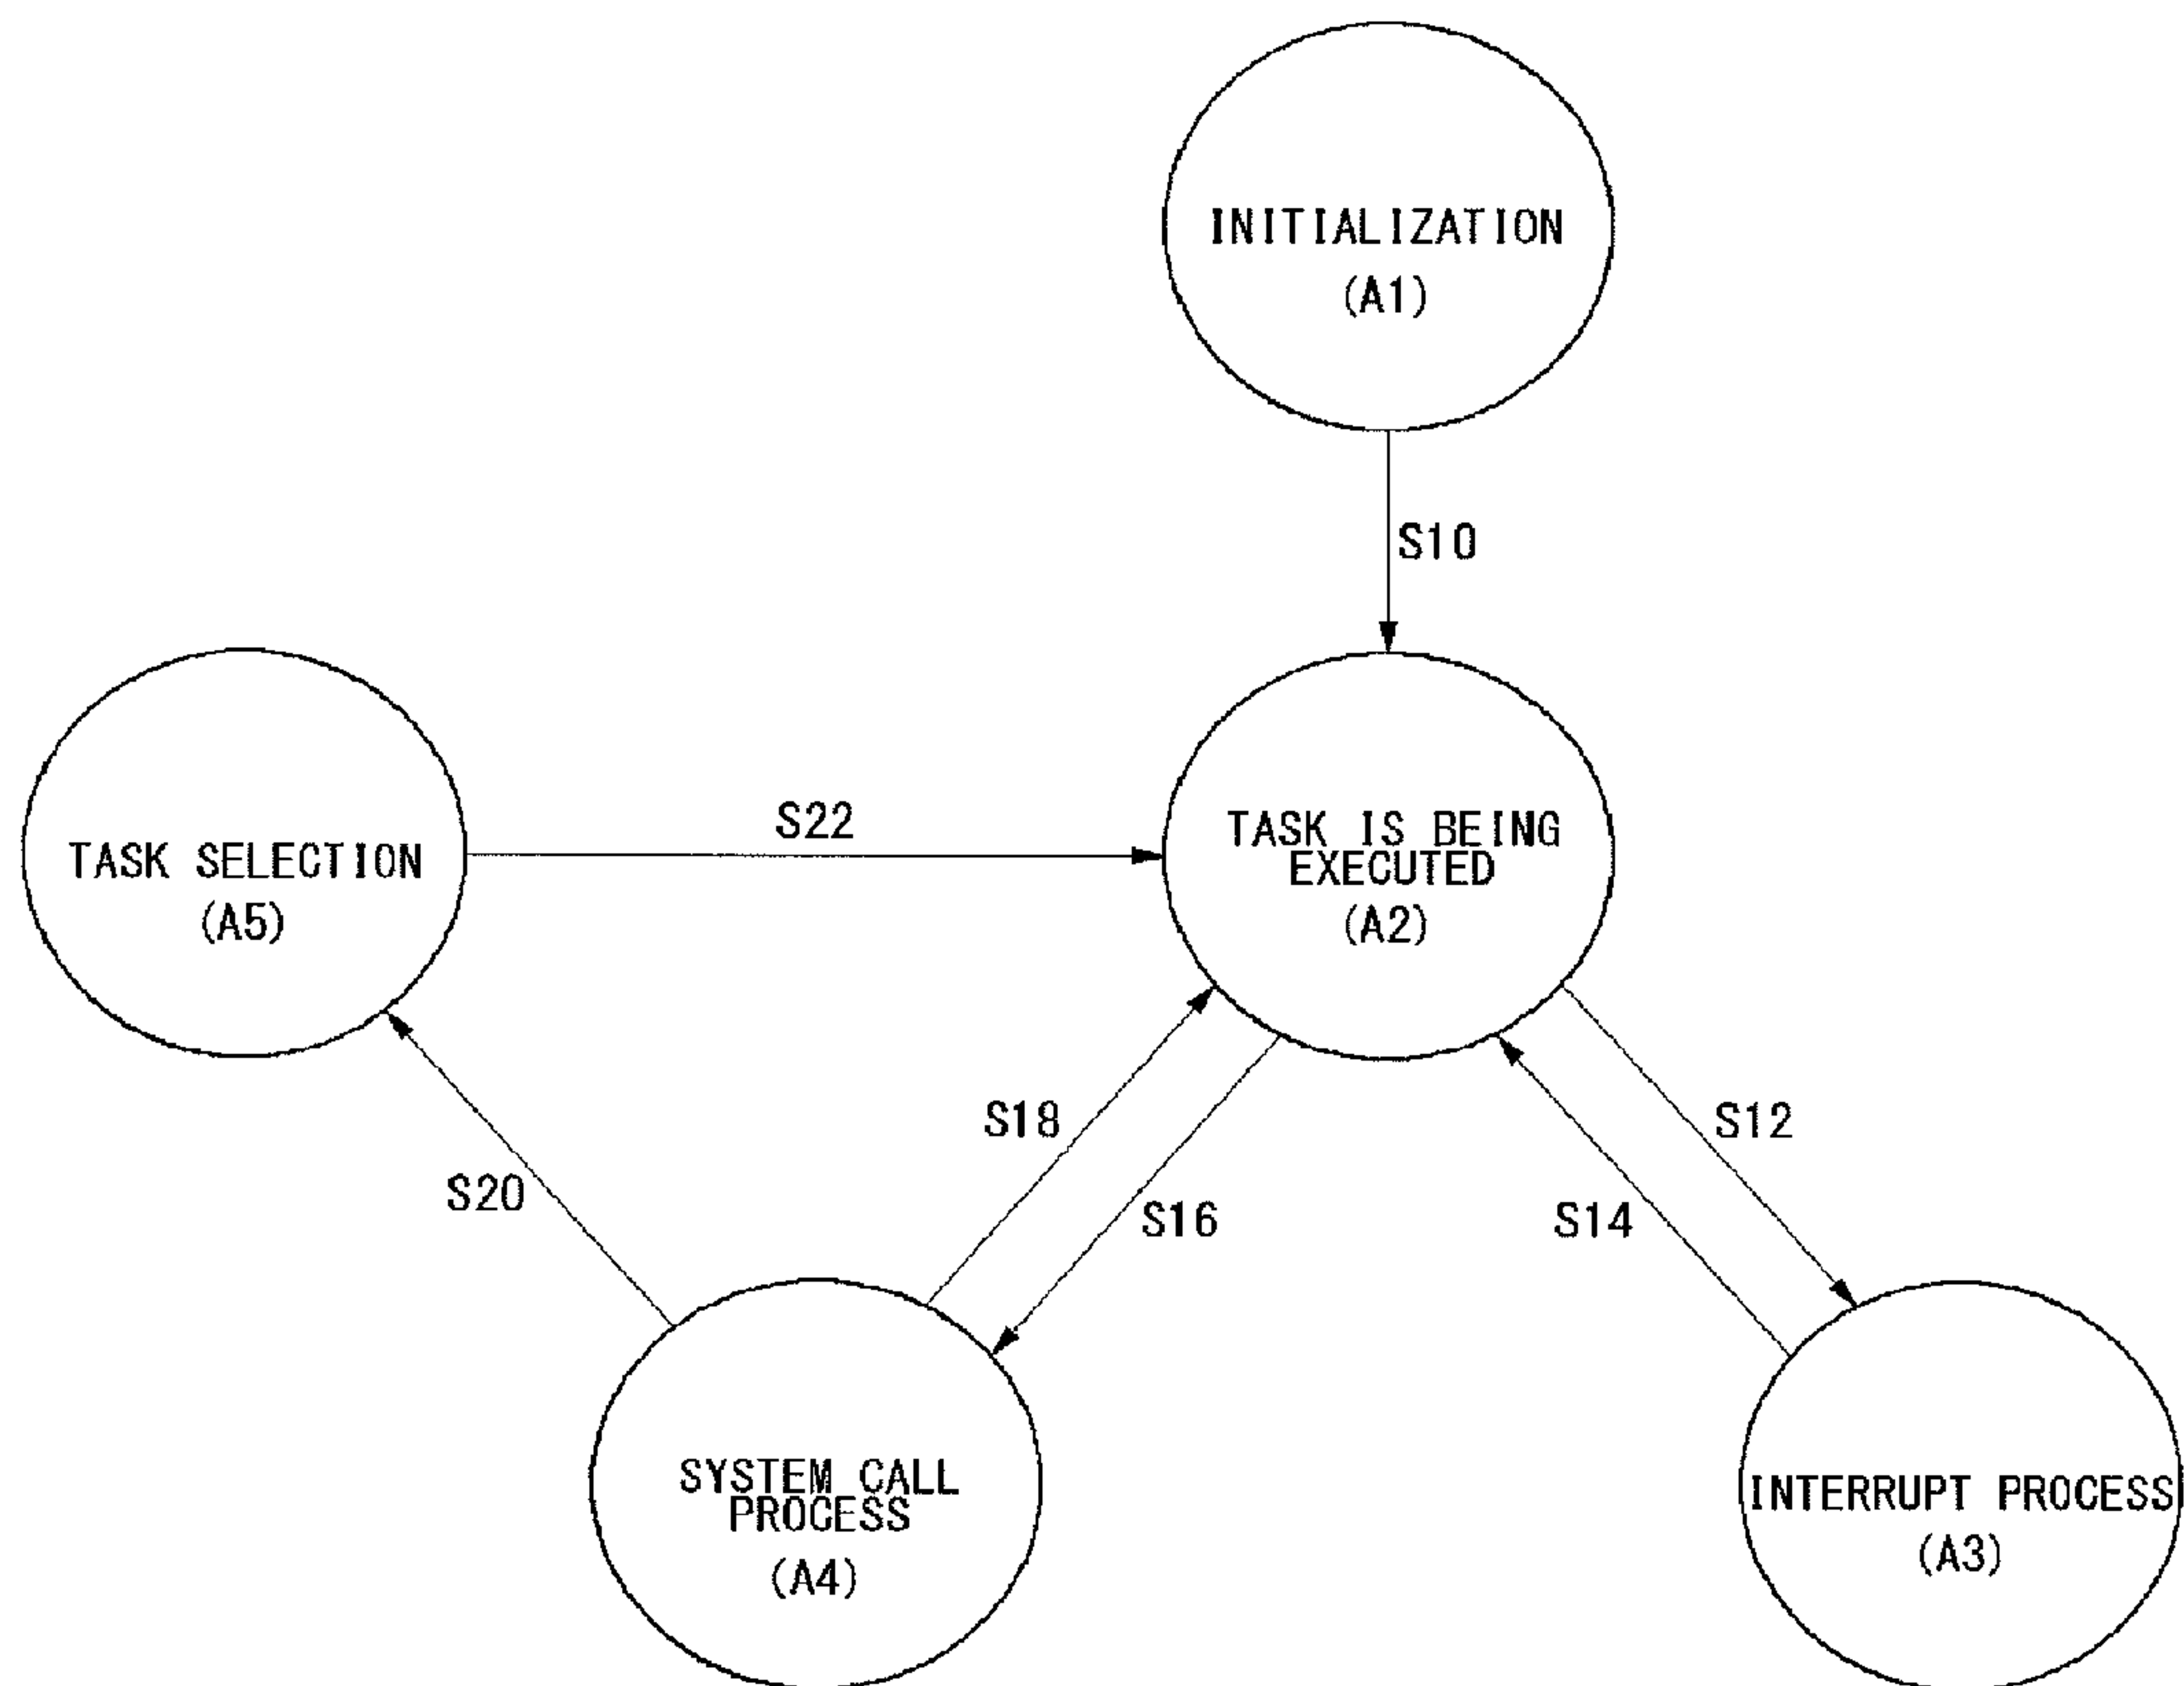 INITIALIZATION
(A1)
S10
TASK SELECTION
(A5)
S22
TASK IS BEING
EXECUTED
(A2)
S18
S16
S12
S14
S20
SYSTEM CALL
PROCESS
(A4)
INTERRUPT PROCESS
(A3)